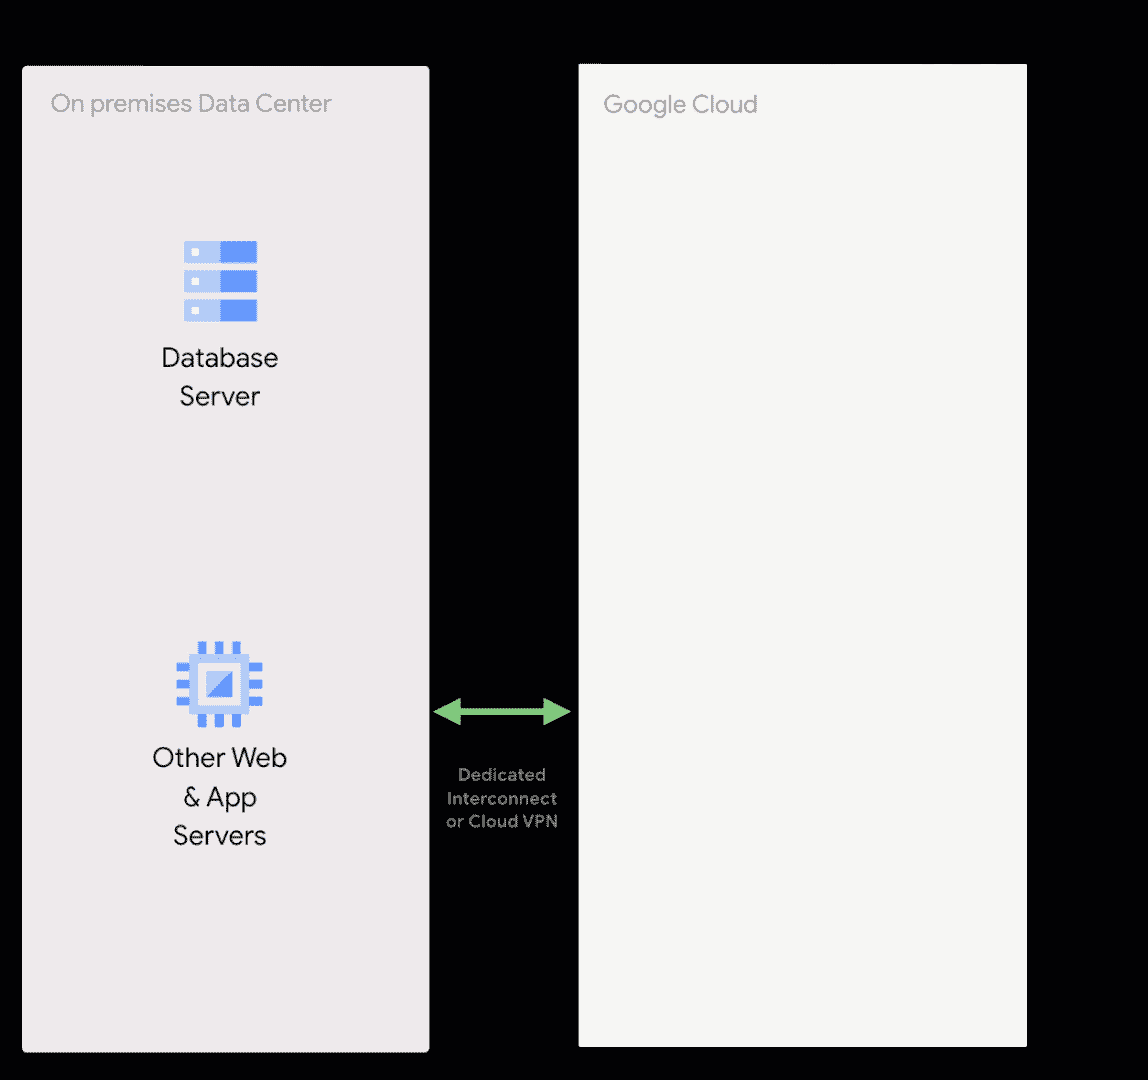 On premises Data Center
Google Cloud
Database
Server
Other Web
& App
Servers
Dedicated
Interconnect
or Cloud VPN